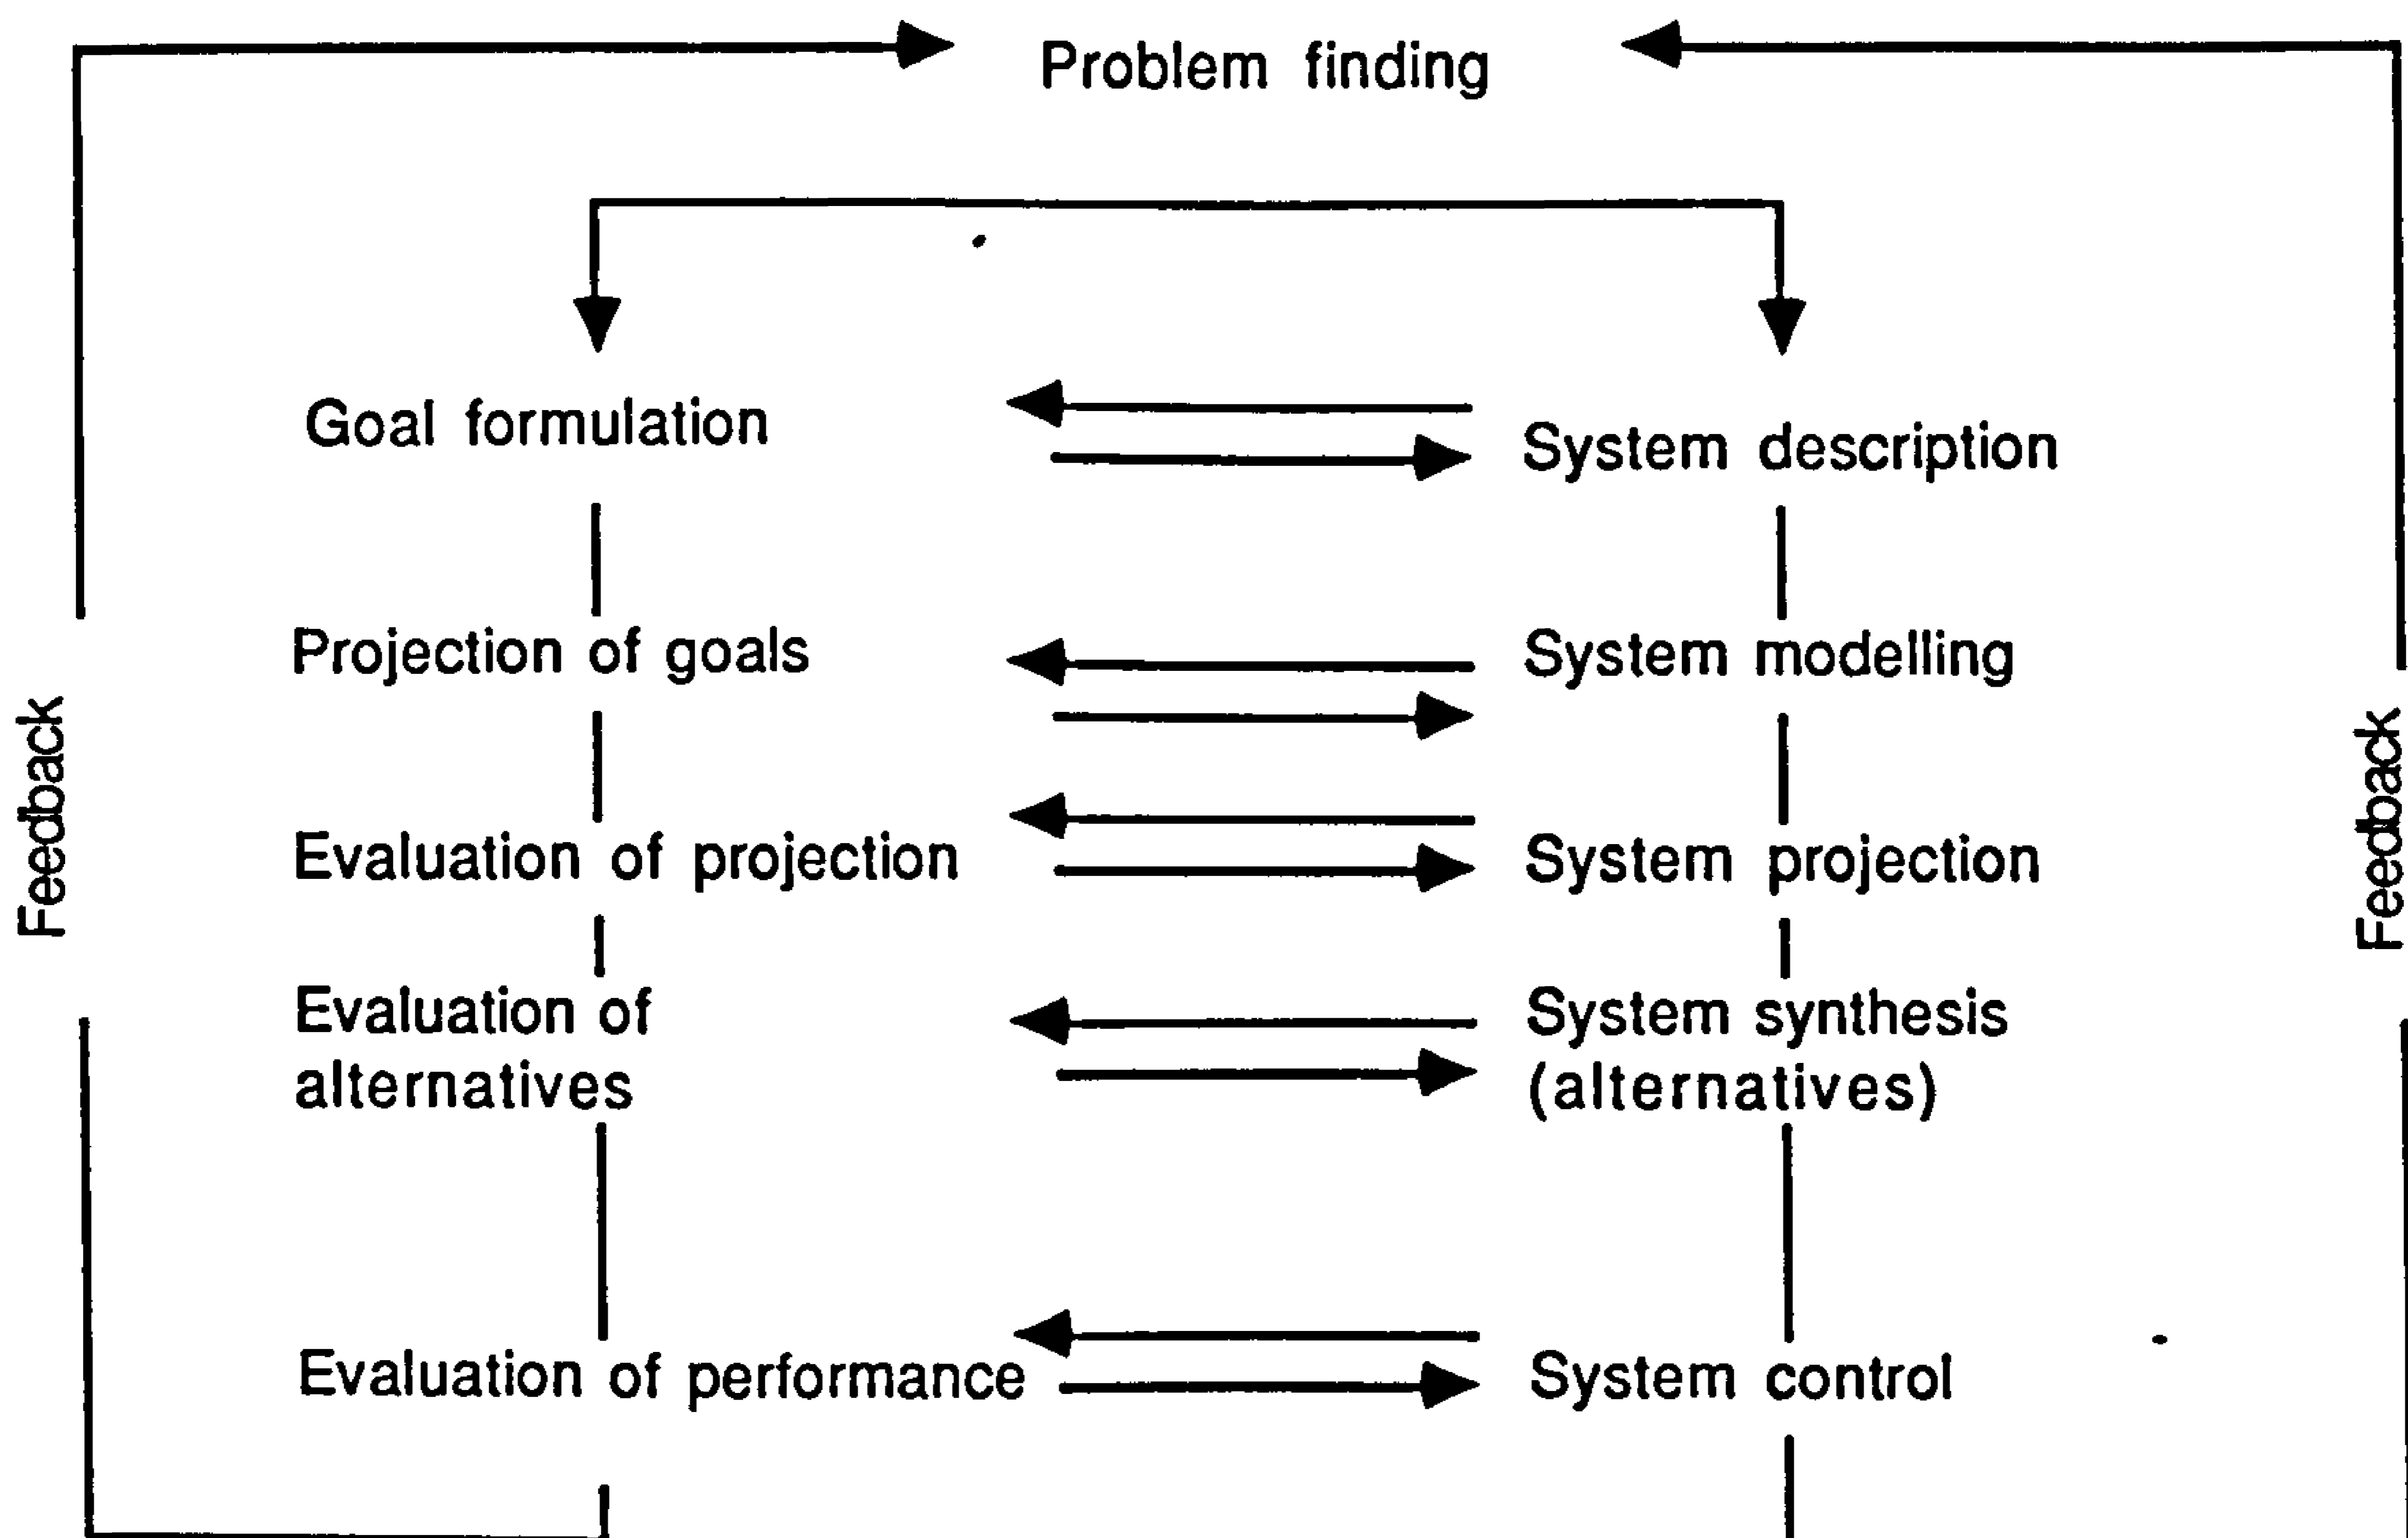 Problem finding
Goal formulation
System description
Projection of goals
System modelling
Feedback
Feedback
Evaluation of projection
System projection
Evaluation of
alternatives
System synthesis
(alternatives)
Evaluation of performance
System control